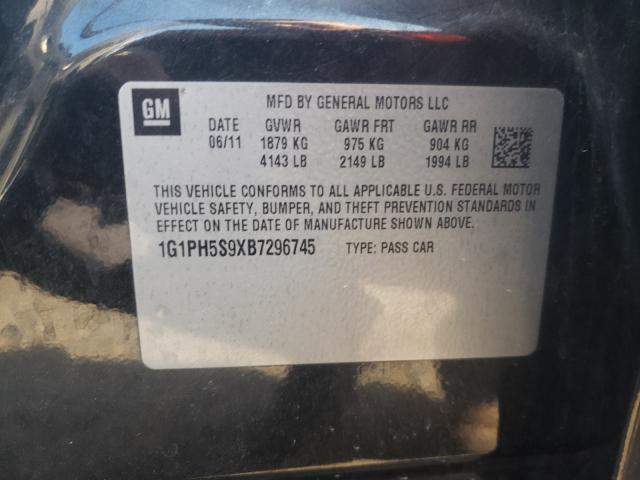 GM
MFD BY GENERAL MOTORS LLC
DATE GVWR GAWR FRT GAWR RR
06/11 1879 KG 975 KG 904 KG
4143 LB 2149 LB 1994 LB
THIS VEHICLE CONFORMS TO ALL APPLICABLE U.S. FEDERAL MOTOR
VEHICLE SAFETY, BUMPER, AND THEFT PREVENTION STANDARDS IN
EFFECT ON THE DATE OF MANUFACTURE SHOWN ABOVE.
1G1PH5S9XB7296745 TYPE: PASS CAR